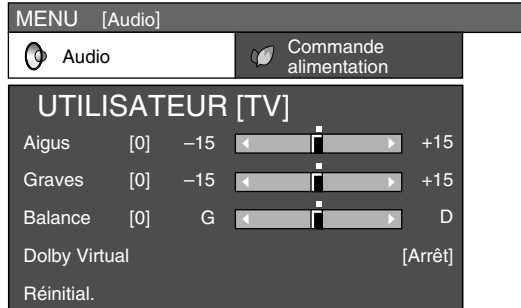 MENU [Audio]
Audio
Commande
alimentation
UTILISATEUR [TV]
Aigus [0] –15 +15
Graves [0] –15 +15
Balance [0] G D
Dolby Virtual [Arrêt]
Réinitial.